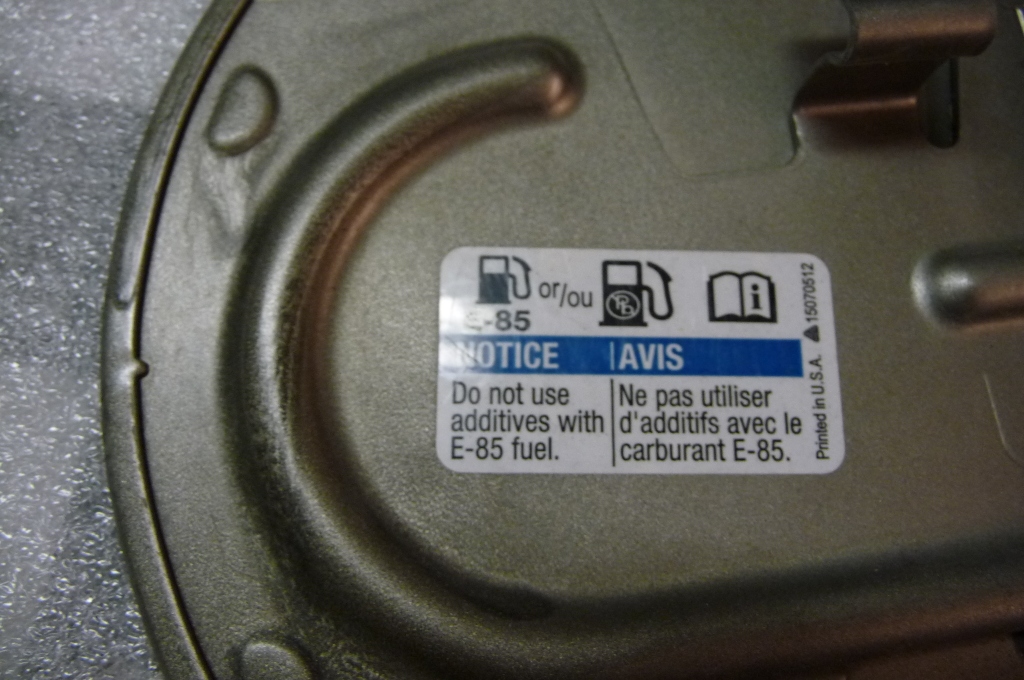 or/ou
E-85
NOTICE | AVIS
Do not use
additives with
E-85 fuel.
Ne pas utiliser
d'additifs avec le
carburant E-85.
Printed in U.S.A. ▲ 15070512